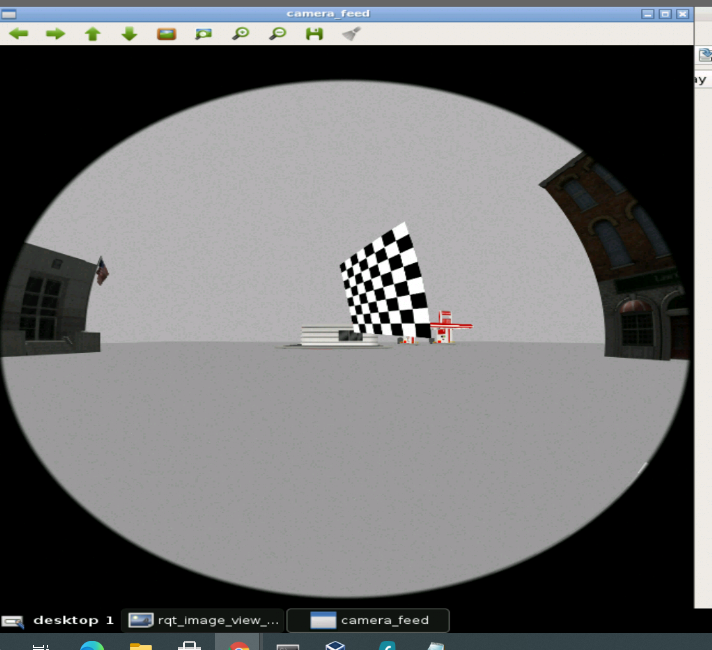 camera_feed
ay
desktop 1
rqt_image_view_...
camera_feed